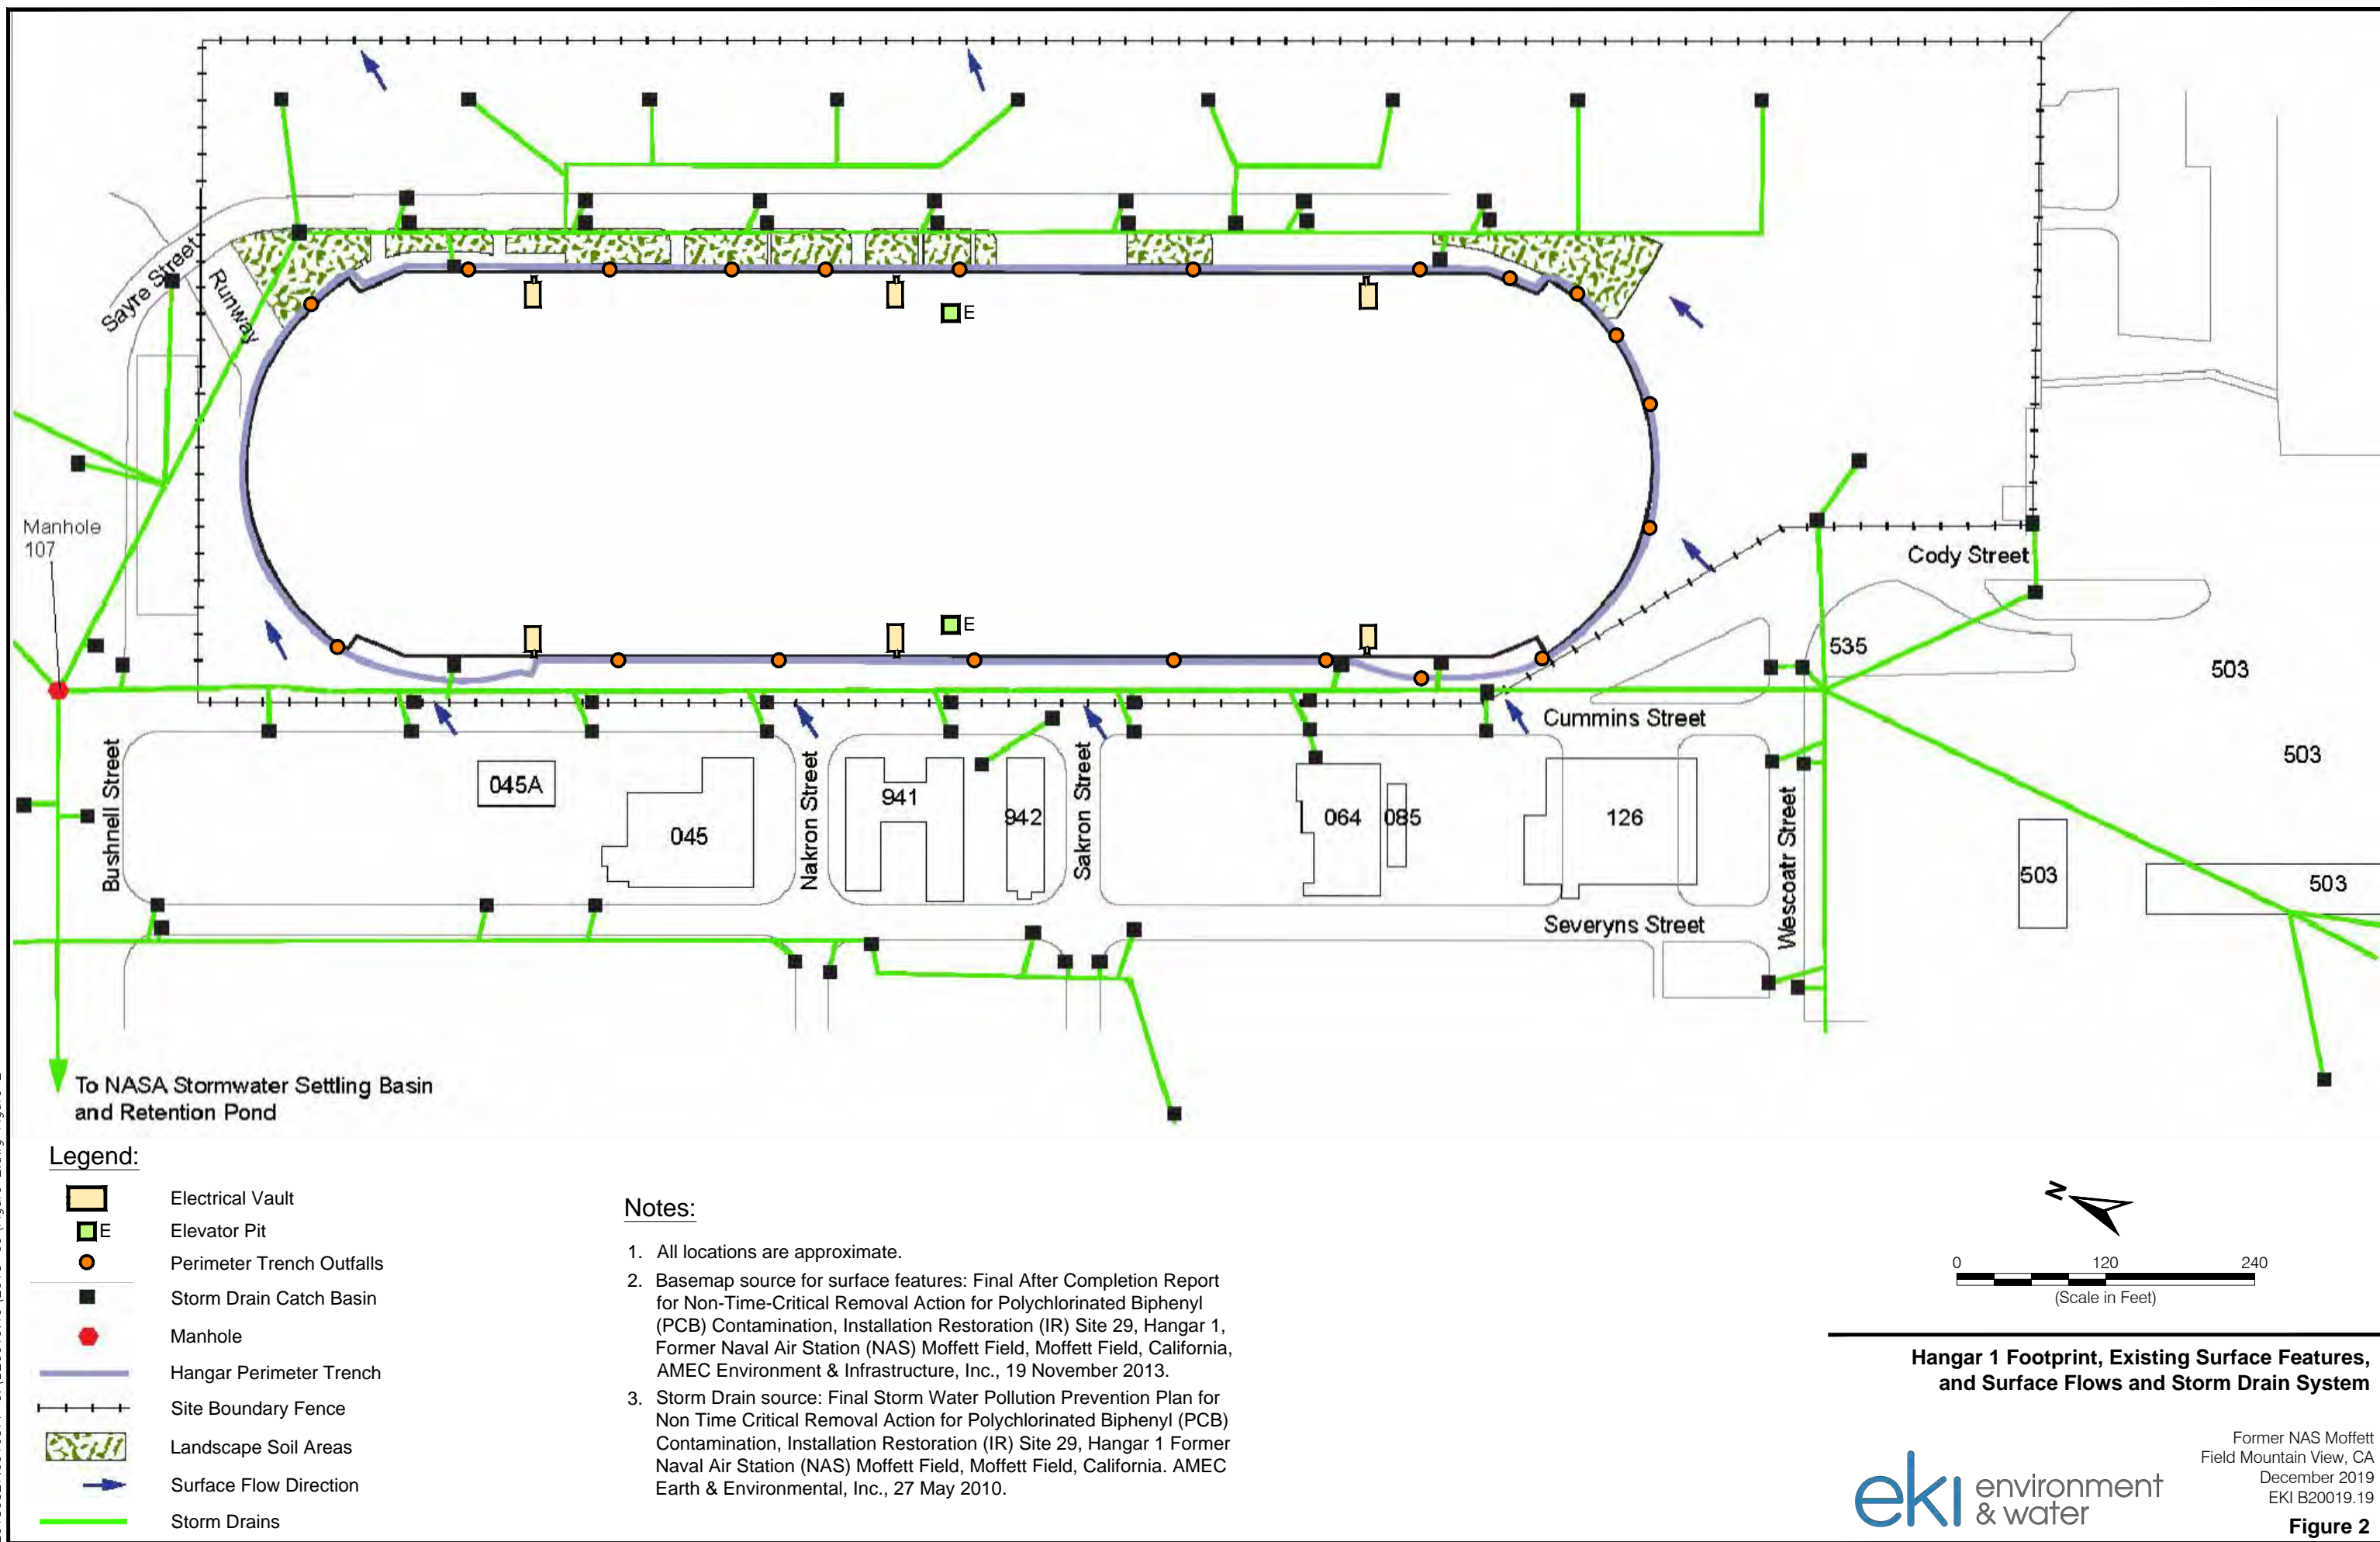 Sayre Street
Runway
E
Manhole
107
Cody Street
E
535
503
Cummins Street
503
Bushnell Street
045A
045
Nakron Street
941
942
Sakron Street
064
085
126
Wescoatr Street
503
503
Severyns Street
To NASA Stormwater Settling Basin
and Retention Pond
Legend:
Electrical Vault
E
Elevator Pit
Perimeter Trench Outfalls
Storm Drain Catch Basin
Manhole
Hangar Perimeter Trench
Site Boundary Fence
Landscape Soil Areas
Surface Flow Direction
Storm Drains
Notes:
1. All locations are approximate.
2. Basemap source for surface features: Final After Completion Report
for Non-Time-Critical Removal Action for Polychlorinated Biphenyl
(PCB) Contamination, Installation Restoration (IR) Site 29, Hangar 1,
Former Naval Air Station (NAS) Moffett Field, Moffett Field, California,
AMEC Environment & Infrastructure, Inc., 19 November 2013.
3. Storm Drain source: Final Storm Water Pollution Prevention Plan for
Non Time Critical Removal Action for Polychlorinated Biphenyl (PCB)
Contamination, Installation Restoration (IR) Site 29, Hangar 1 Former
Naval Air Station (NAS) Moffett Field, Moffett Field, California. AMEC
Earth & Environmental, Inc., 27 May 2010.
N
0 120 240
(Scale in Feet)
Hangar 1 Footprint, Existing Surface Features,
and Surface Flows and Storm Drain System
Former NAS Moffett
Field Mountain View, CA
December 2019
EKI B20019.19
Figure 2
eki environment
& water